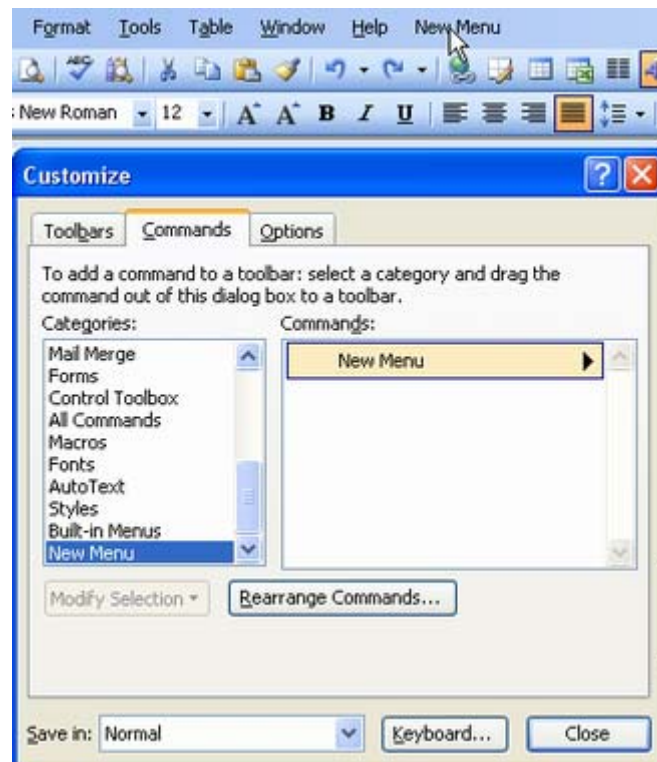 Format Tools Table Window Help New Menu
ABC
New Roman 12 A A B I U
Customize
Toolbars Commands Options
To add a command to a toolbar: select a category and drag the
command out of this dialog box to a toolbar.
Categories: Commands:
Mail Merge New Menu
Forms
Control Toolbox
All Commands
Macros
Fonts
AutoText
Styles
Built-in Menus
New Menu
Modify Selection Rearrange Commands...
Save in: Normal Keyboard... Close